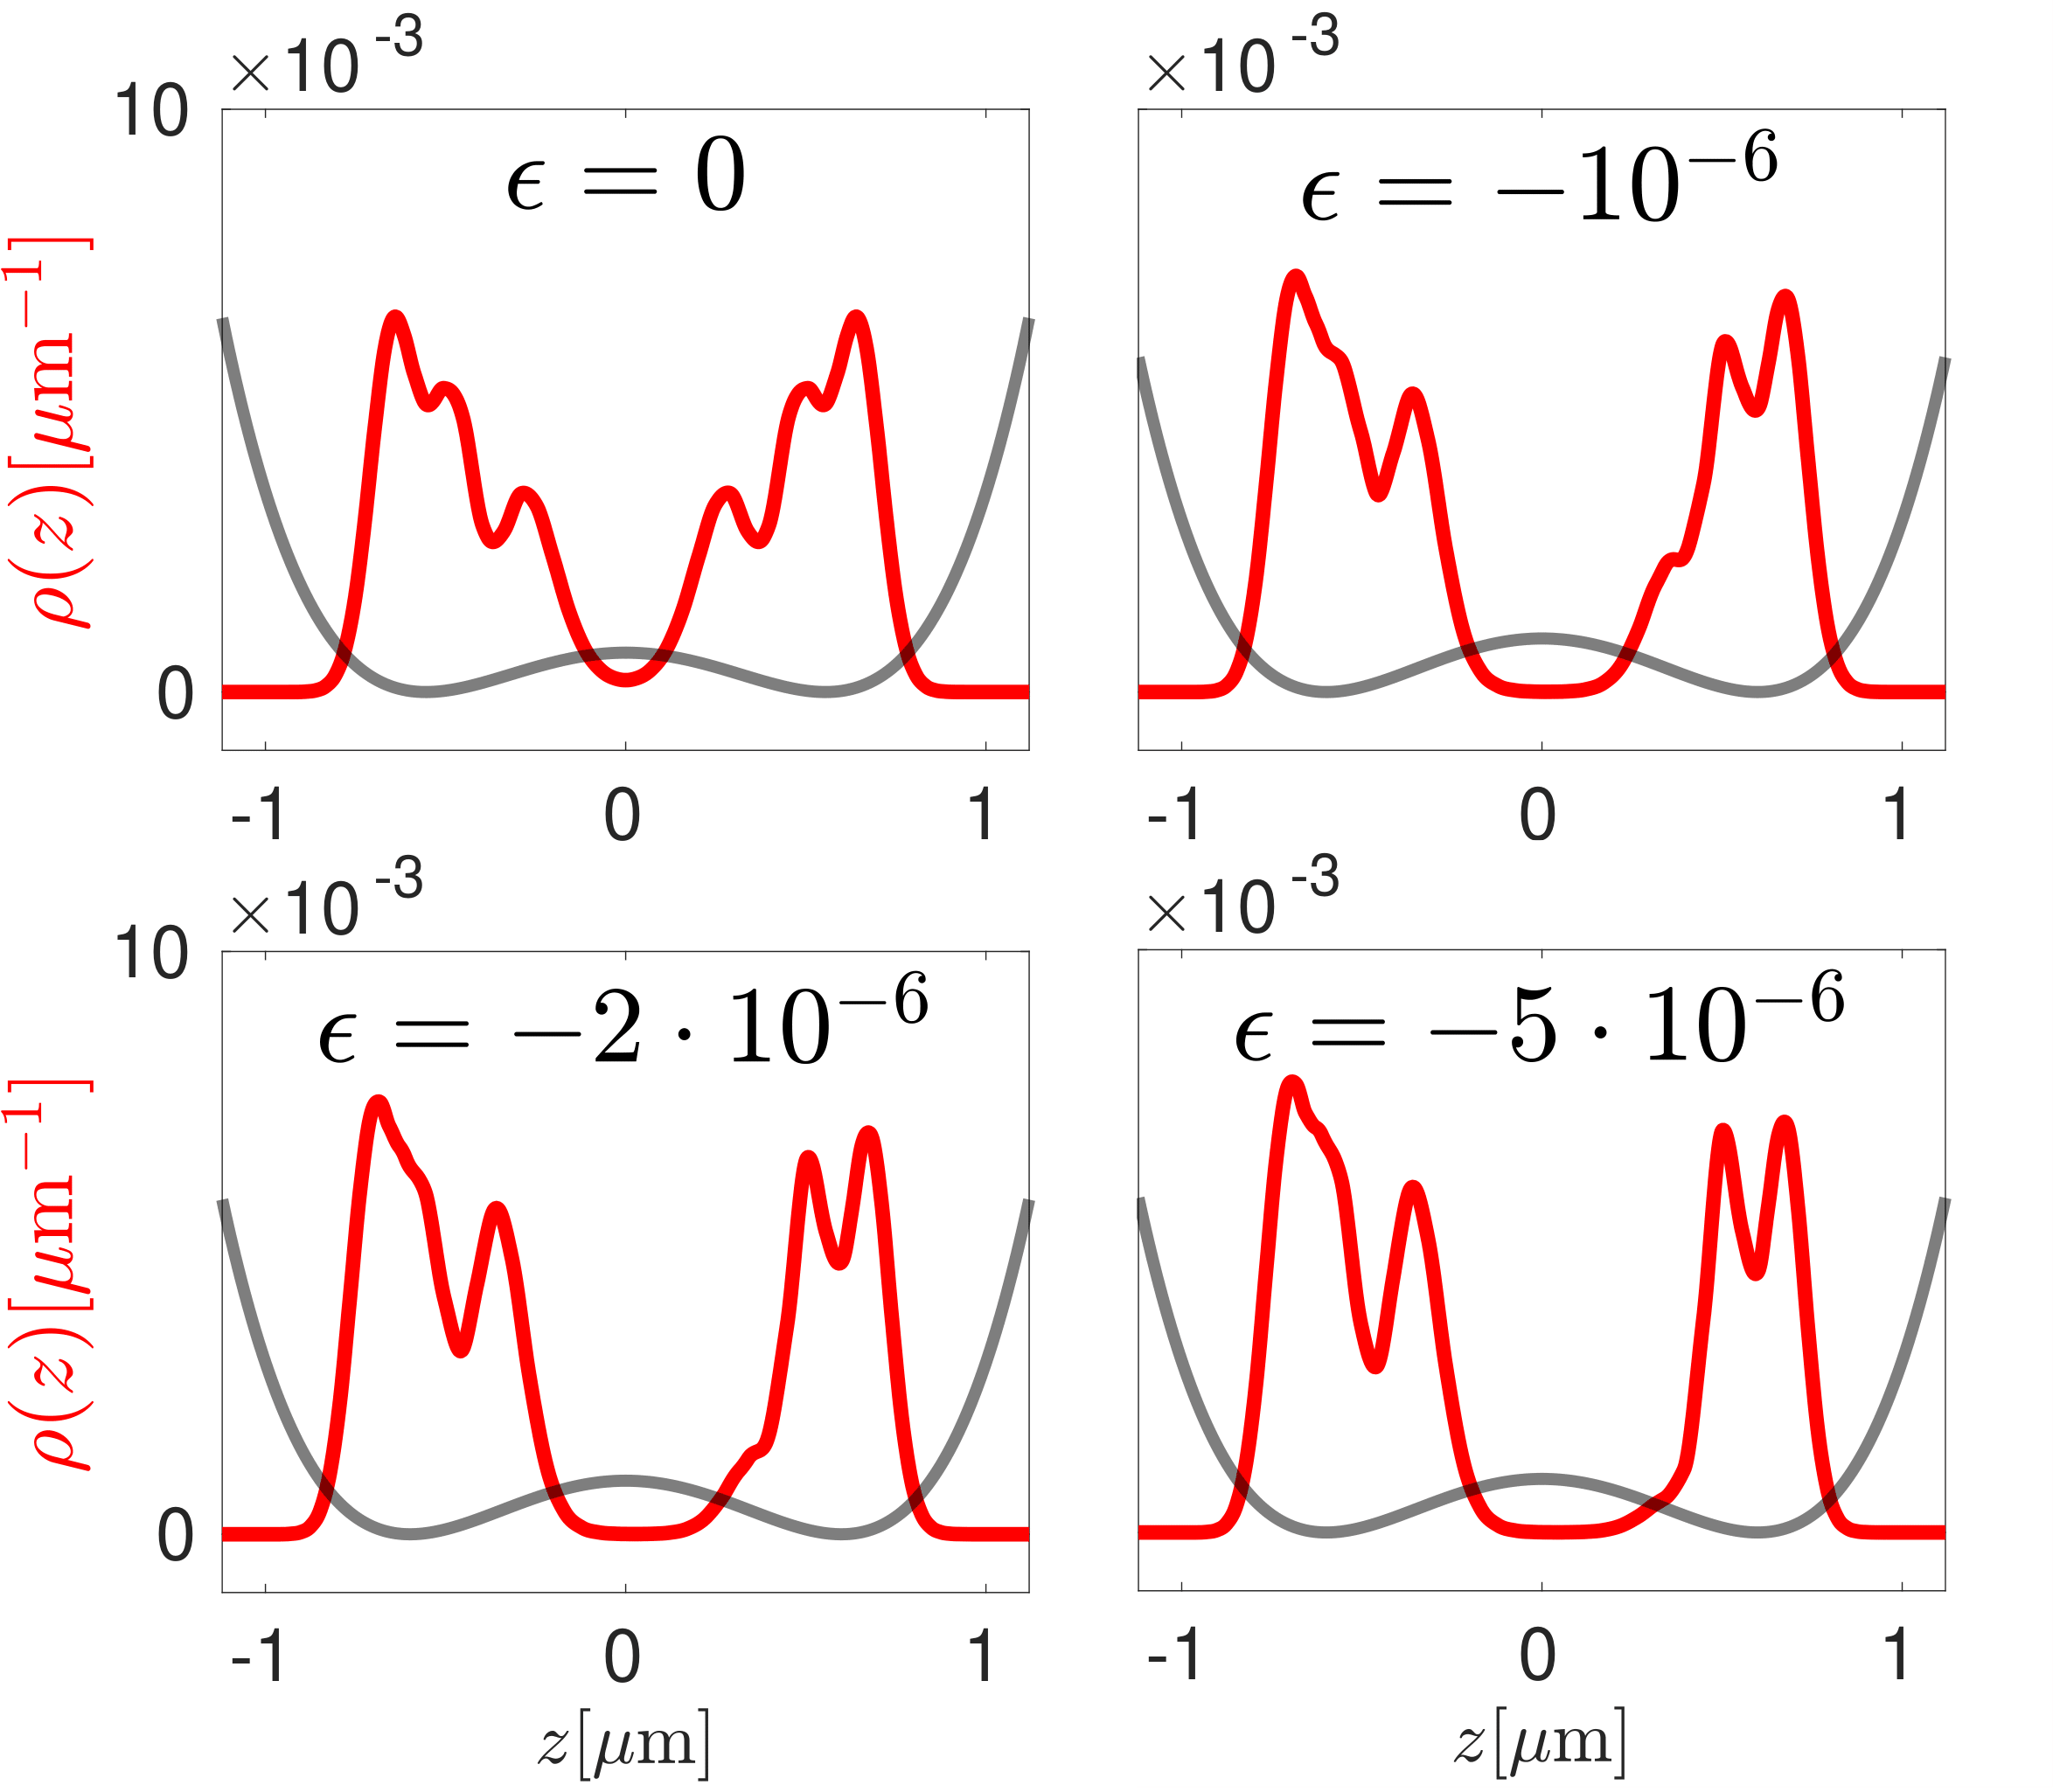 ×10⁻³ ×10⁻³
10
ϵ = 0
ϵ = −10⁻⁶
ρ(z)[μm⁻¹]
0
-1 0 1 -1 0 1
×10⁻³ ×10⁻³
10
ϵ = −2 · 10⁻⁶
ϵ = −5 · 10⁻⁶
ρ(z)[μm⁻¹]
0
-1 0 1 -1 0 1
z[μm] z[μm]